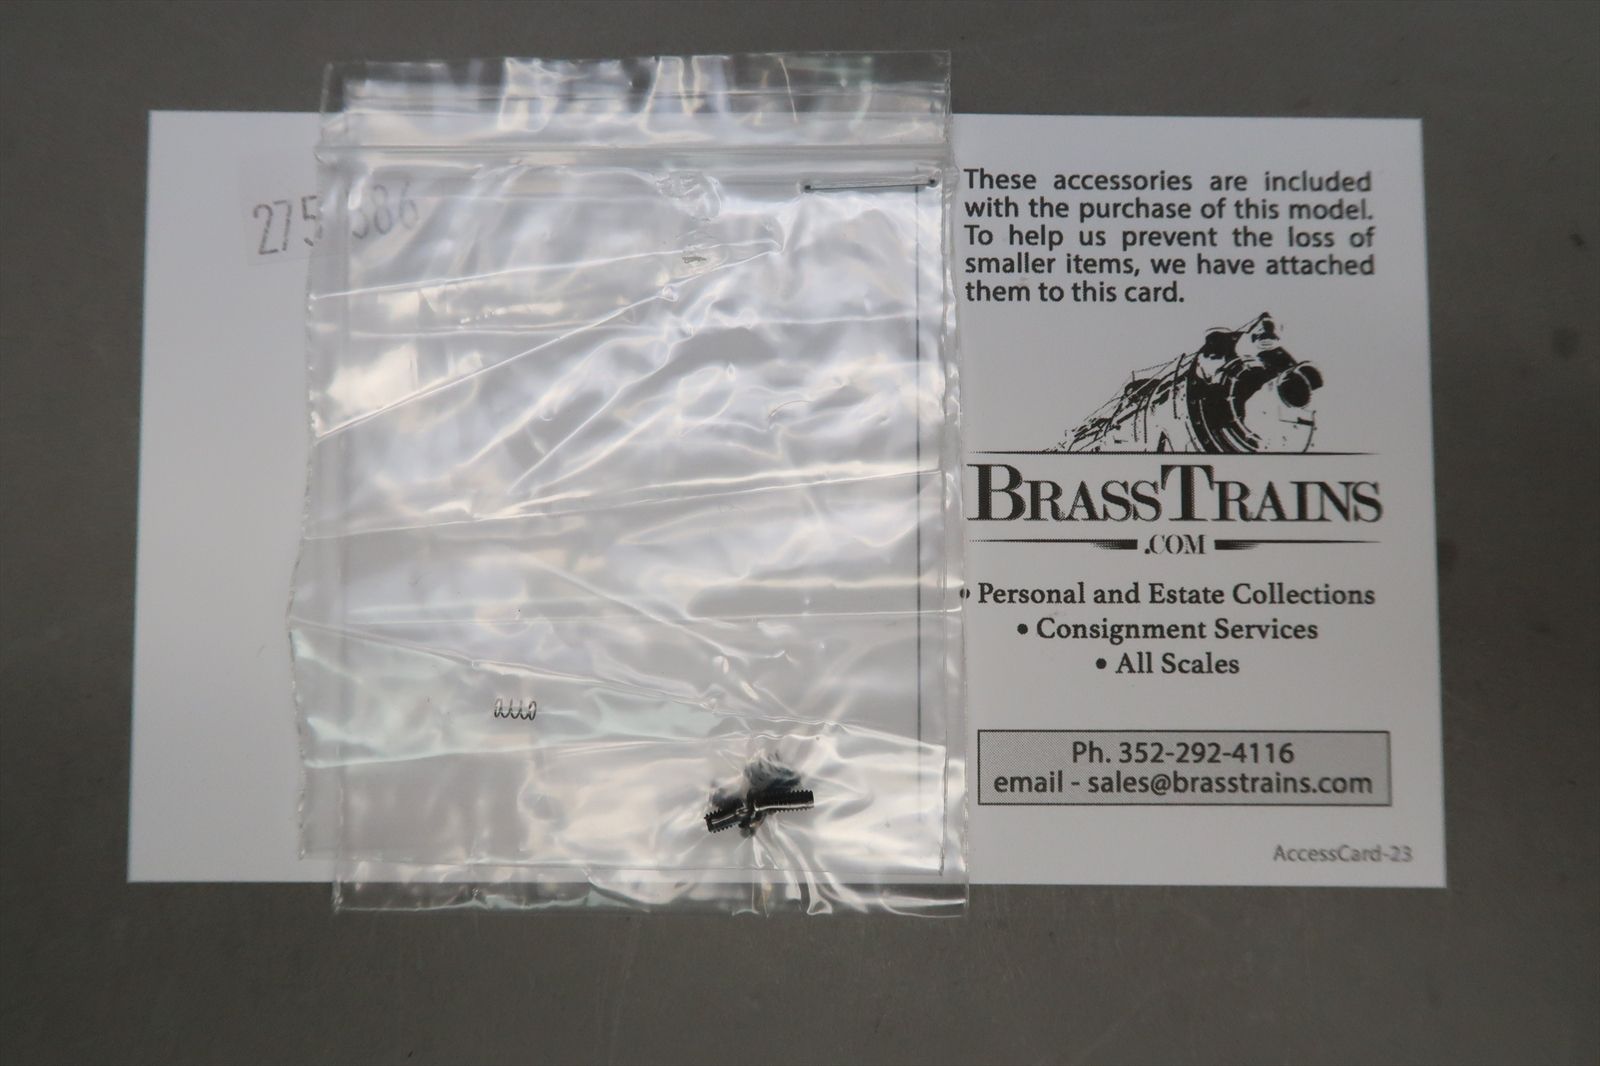 275 386
These accessories are included
with the purchase of this model.
To help us prevent the loss of
smaller items, we have attached
them to this card.
BRASSTRAINS
.COM
• Personal and Estate Collections
• Consignment Services
• All Scales
Ph. 352-292-4116
email - sales@brasstrains.com
AccessCard-23